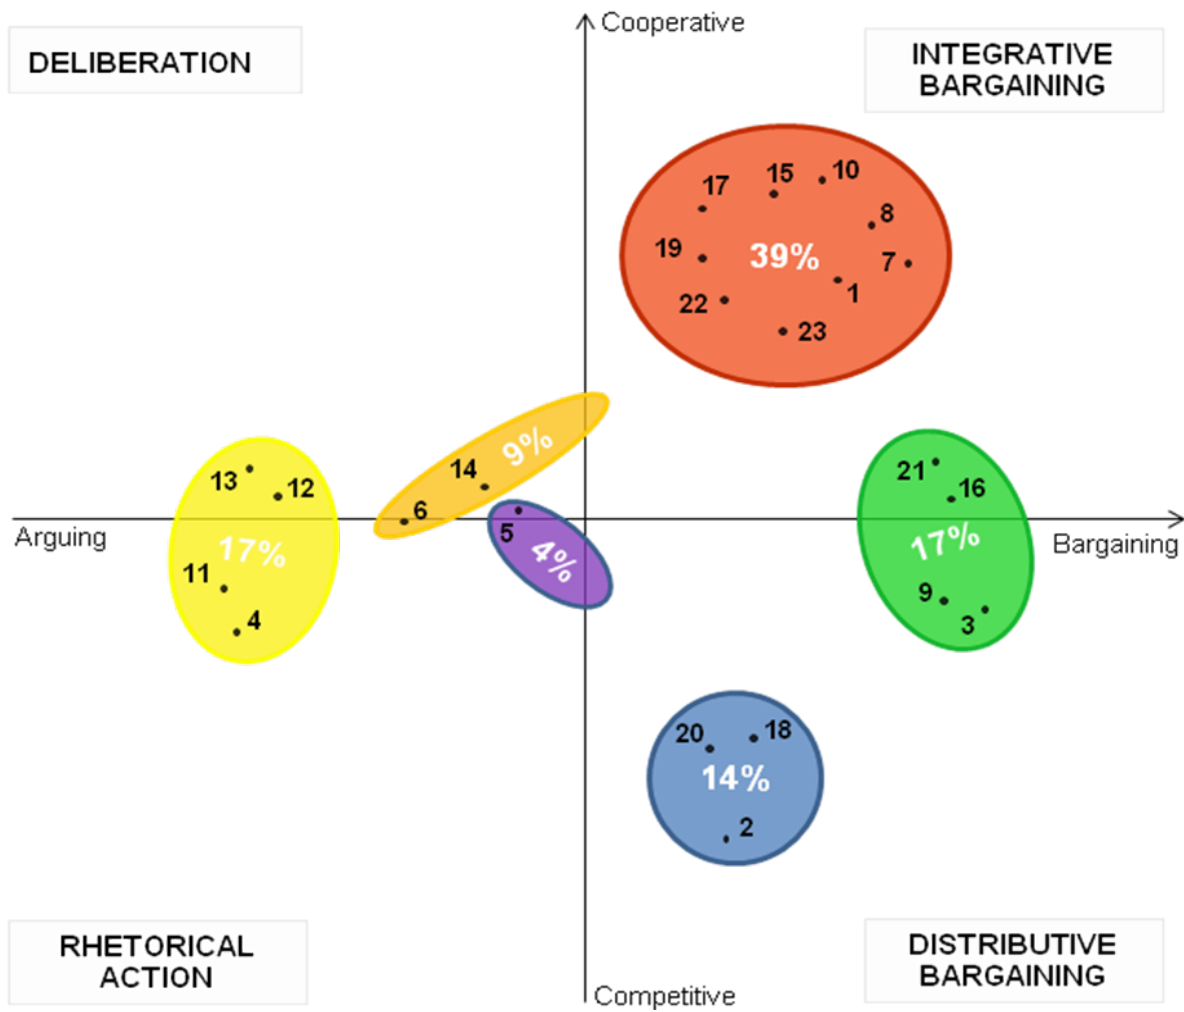 Cooperative
DELIBERATION
INTEGRATIVE
BARGAINING
17
15
10
8
19
39%
7
22
1
23
9%
14
13
12
6
21
16
5
Arguing
17%
4%
17%
Bargaining
11
9
4
3
20
18
14%
2
RHETORICAL
ACTION
DISTRIBUTIVE
BARGAINING
Competitive